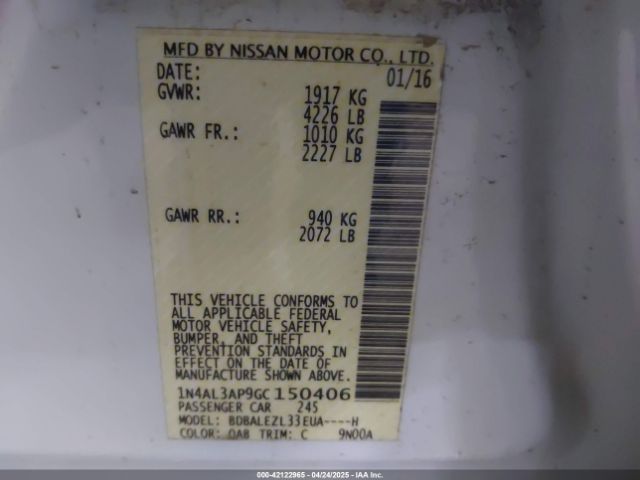 MFD BY NISSAN MOTOR CO., LTD.
DATE: 01/16
GVWR: 1917 KG
4226 LB
GAWR FR.: 1010 KG
2227 LB
GAWR RR.: 940 KG
2072 LB
THIS VEHICLE CONFORMS TO
ALL APPLICABLE FEDERAL
MOTOR VEHICLE SAFETY,
BUMPER, AND THEFT
PREVENTION STANDARDS IN
EFFECT ON THE DATE OF
MANUFACTURE SHOWN ABOVE.
1N4AL3AP9GC150406
PASSENGER CAR 245
MODEL: BDBALEZL33EUA----H
COLOR: QAB TRIM: C 9N00A
000-42122965 - 04/24/2025 - IAAI.com